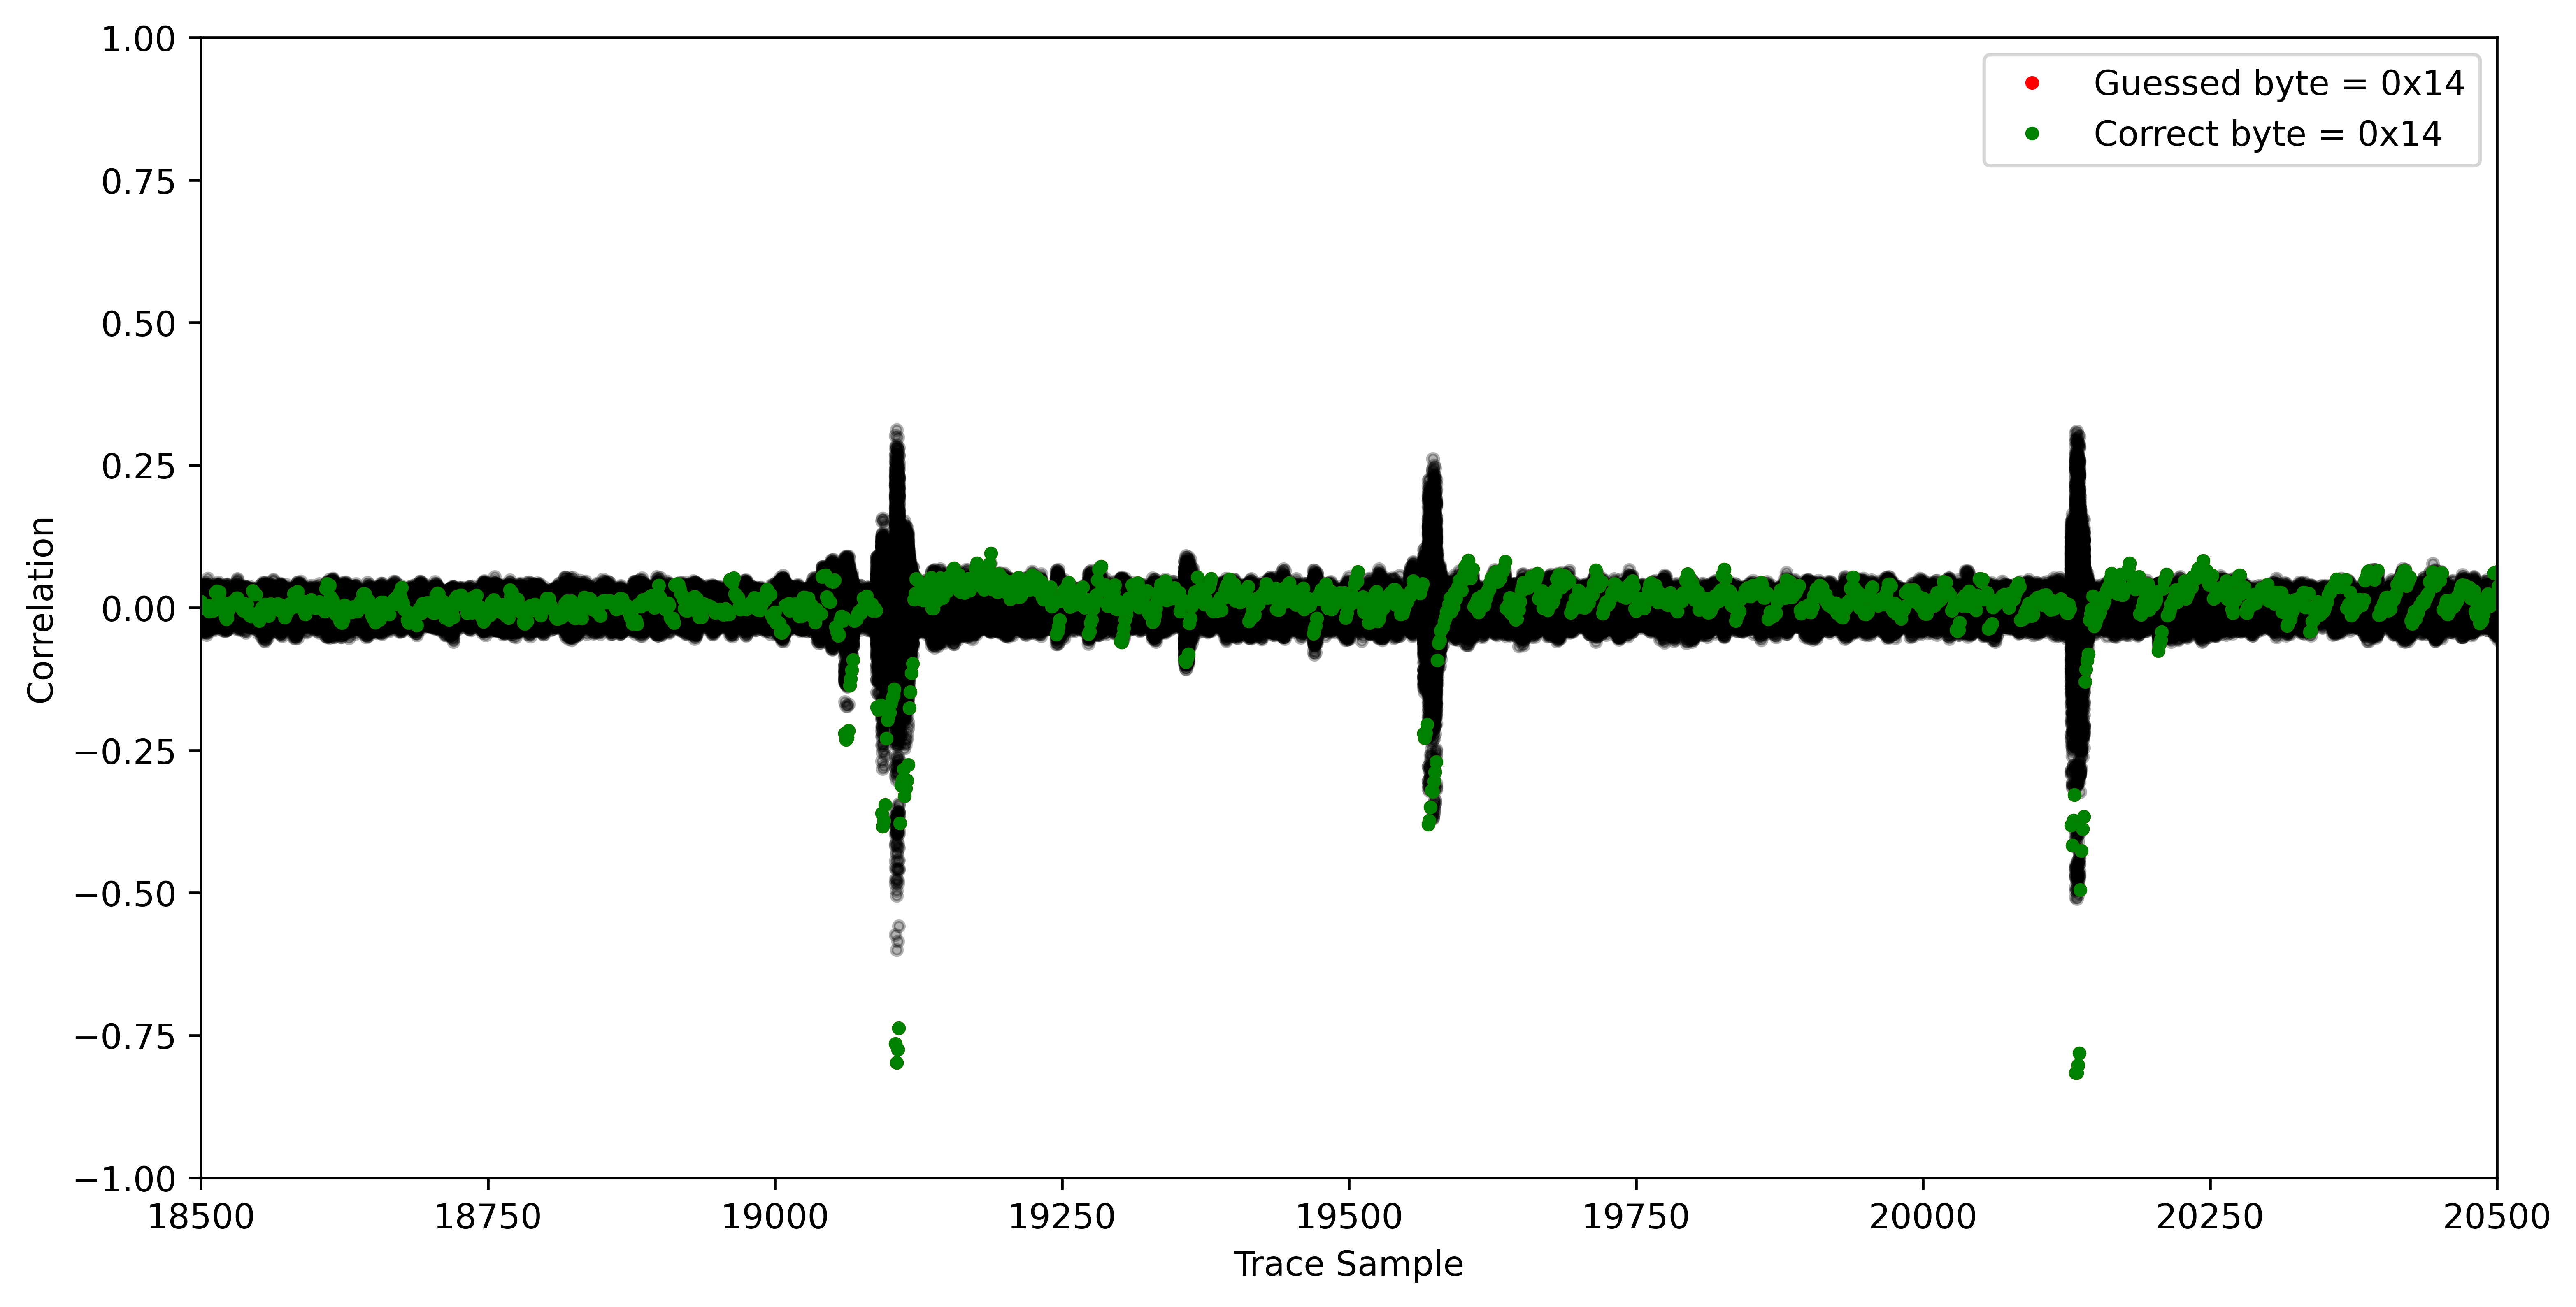 1.00
0.75
0.50
0.25
0.00
−0.25
−0.50
−0.75
−1.00
Correlation
Guessed byte = 0x14
Correct byte = 0x14
18500 18750 19000 19250 19500 19750 20000 20250 20500
Trace Sample